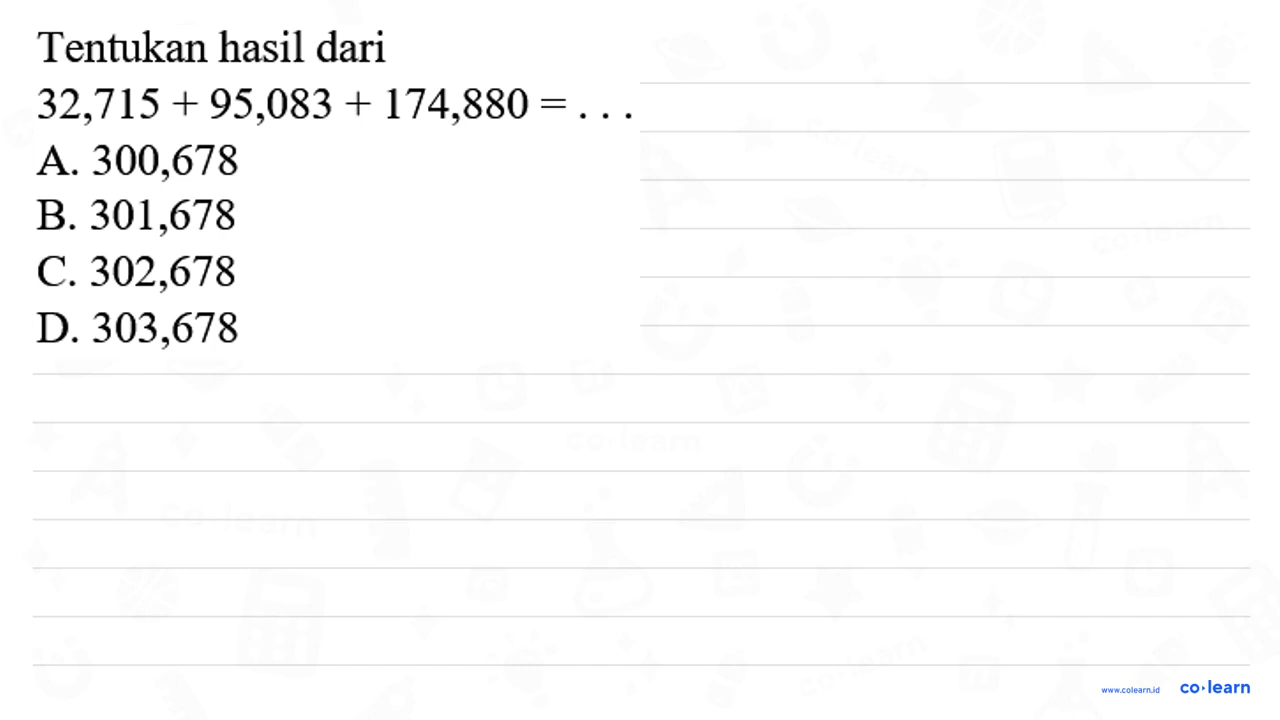 Tentukan hasil dari
32,715 + 95,083 + 174,880 = . . .
A. 300,678
B. 301,678
C. 302,678
D. 303,678
www.colearn.id co·learn